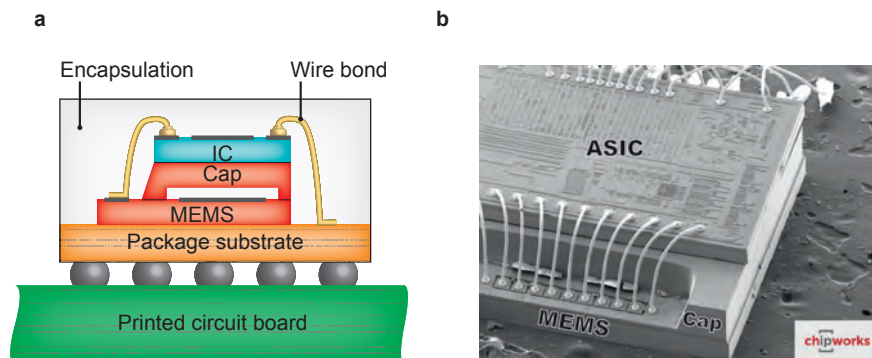 a
b
Encapsulation
Wire bond
IC
Cap
MEMS
Package substrate
Printed circuit board
ASIC
MEMS
Cap
chipworks